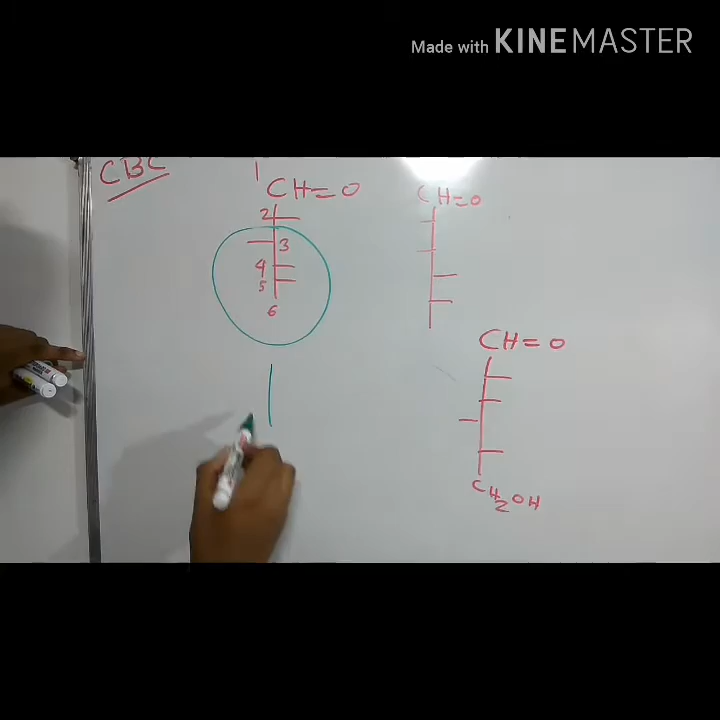 Made with KINEMASTER
CBC
1
CH=O
2
3
4
5
6
CH=O
CH=O
CH2OH